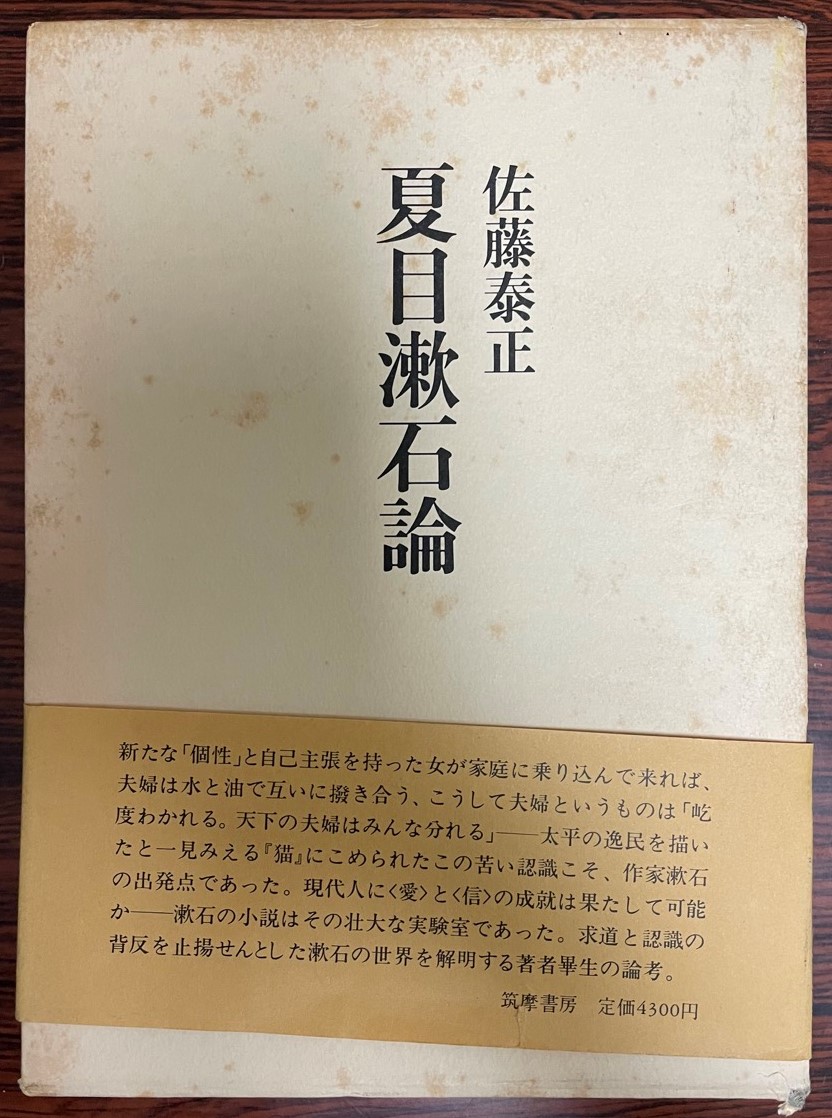 佐藤泰正
夏目漱石論
新たな「個性」と自己主張を持った女が家庭に乗り込んで来れば、
夫婦は水と油で互いに撥き合う、こうして夫婦というものは「屹
度わかれる。天下の夫婦はみんな分れる」――太平の逸民を描い
たと一見みえる『猫』にこめられたこの苦い認識こそ、作家漱石
の出発点であった。現代人に〈愛〉と〈信〉の成就は果たして可能
か――漱石の小説はその壮大な実験室であった。求道と認識の
背反を止揚せんとした漱石の世界を解明する著者畢生の論考。
筑摩書房　定価4300円